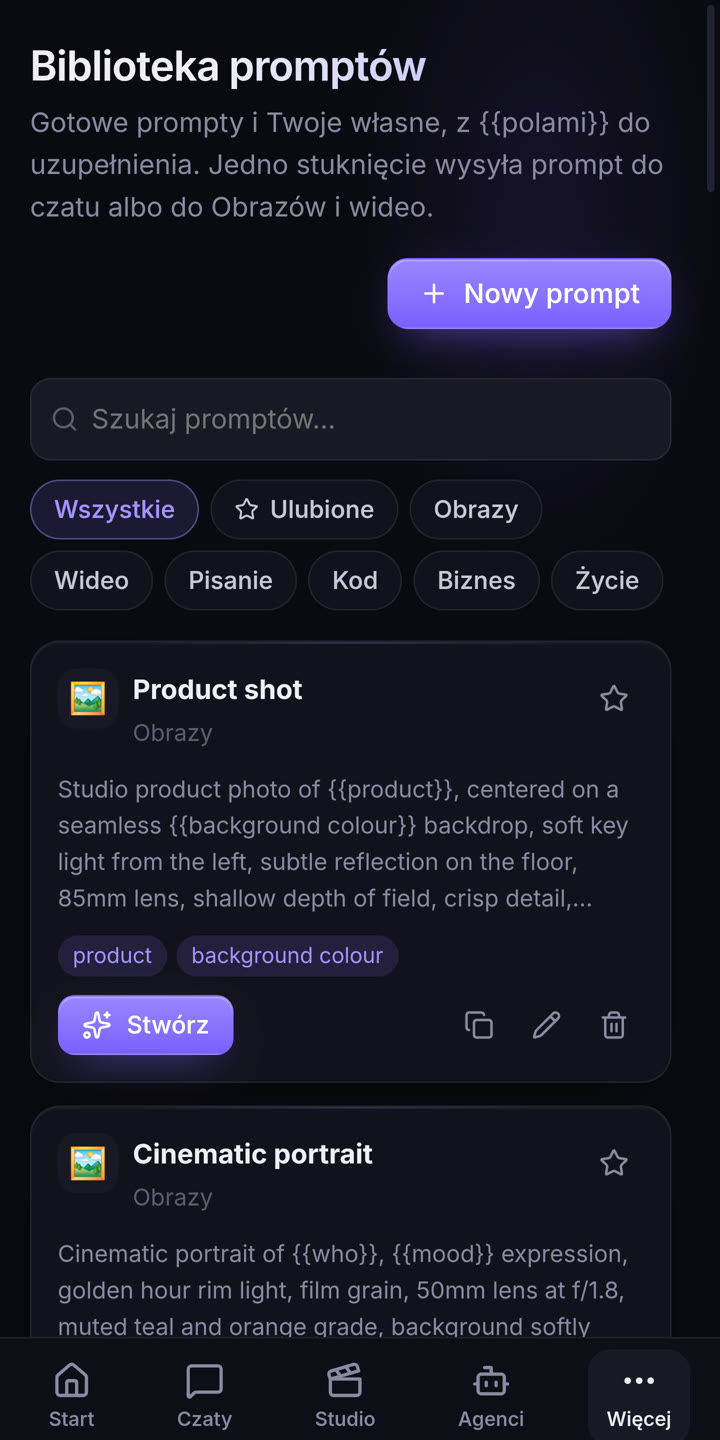 Biblioteka promptów
Gotowe prompty i Twoje własne, z {{polami}} do
uzupełnienia. Jedno stuknięcie wysyła prompt do
czatu albo do Obrazów i wideo.
Nowy prompt
Szukaj promptów...
Wszystkie Ulubione Obrazy
Wideo Pisanie Kod Biznes Życie
Product shot
Obrazy
Studio product photo of {{product}}, centered on a
seamless {{background colour}} backdrop, soft key
light from the left, subtle reflection on the floor,
85mm lens, shallow depth of field, crisp detail,...
product background colour
Stwórz
Cinematic portrait
Obrazy
Cinematic portrait of {{who}}, {{mood}} expression,
golden hour rim light, film grain, 50mm lens at f/1.8,
muted teal and orange grade, background softly
Start Czaty Studio Agenci Więcej